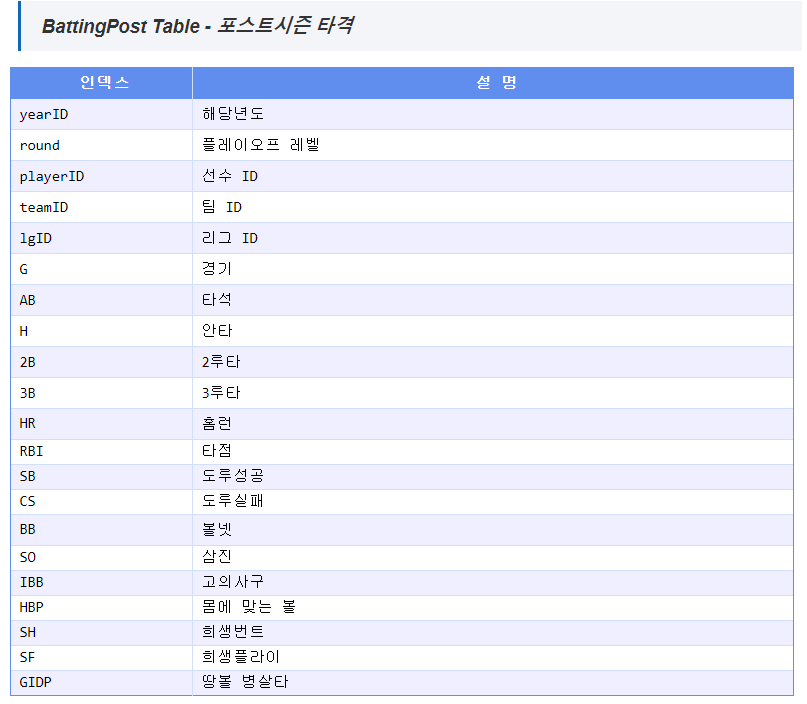 BattingPost Table - 포스트시즌 타격
인덱스 설 명
yearID 해당년도
round 플레이오프 레벨
playerID 선수 ID
teamID 팀 ID
lgID 리그 ID
G 경기
AB 타석
H 안타
2B 2루타
3B 3루타
HR 홈런
RBI 타점
SB 도루성공
CS 도루실패
BB 볼넷
SO 삼진
IBB 고의사구
HBP 몸에 맞는 볼
SH 희생번트
SF 희생플라이
GIDP 땅볼 병살타